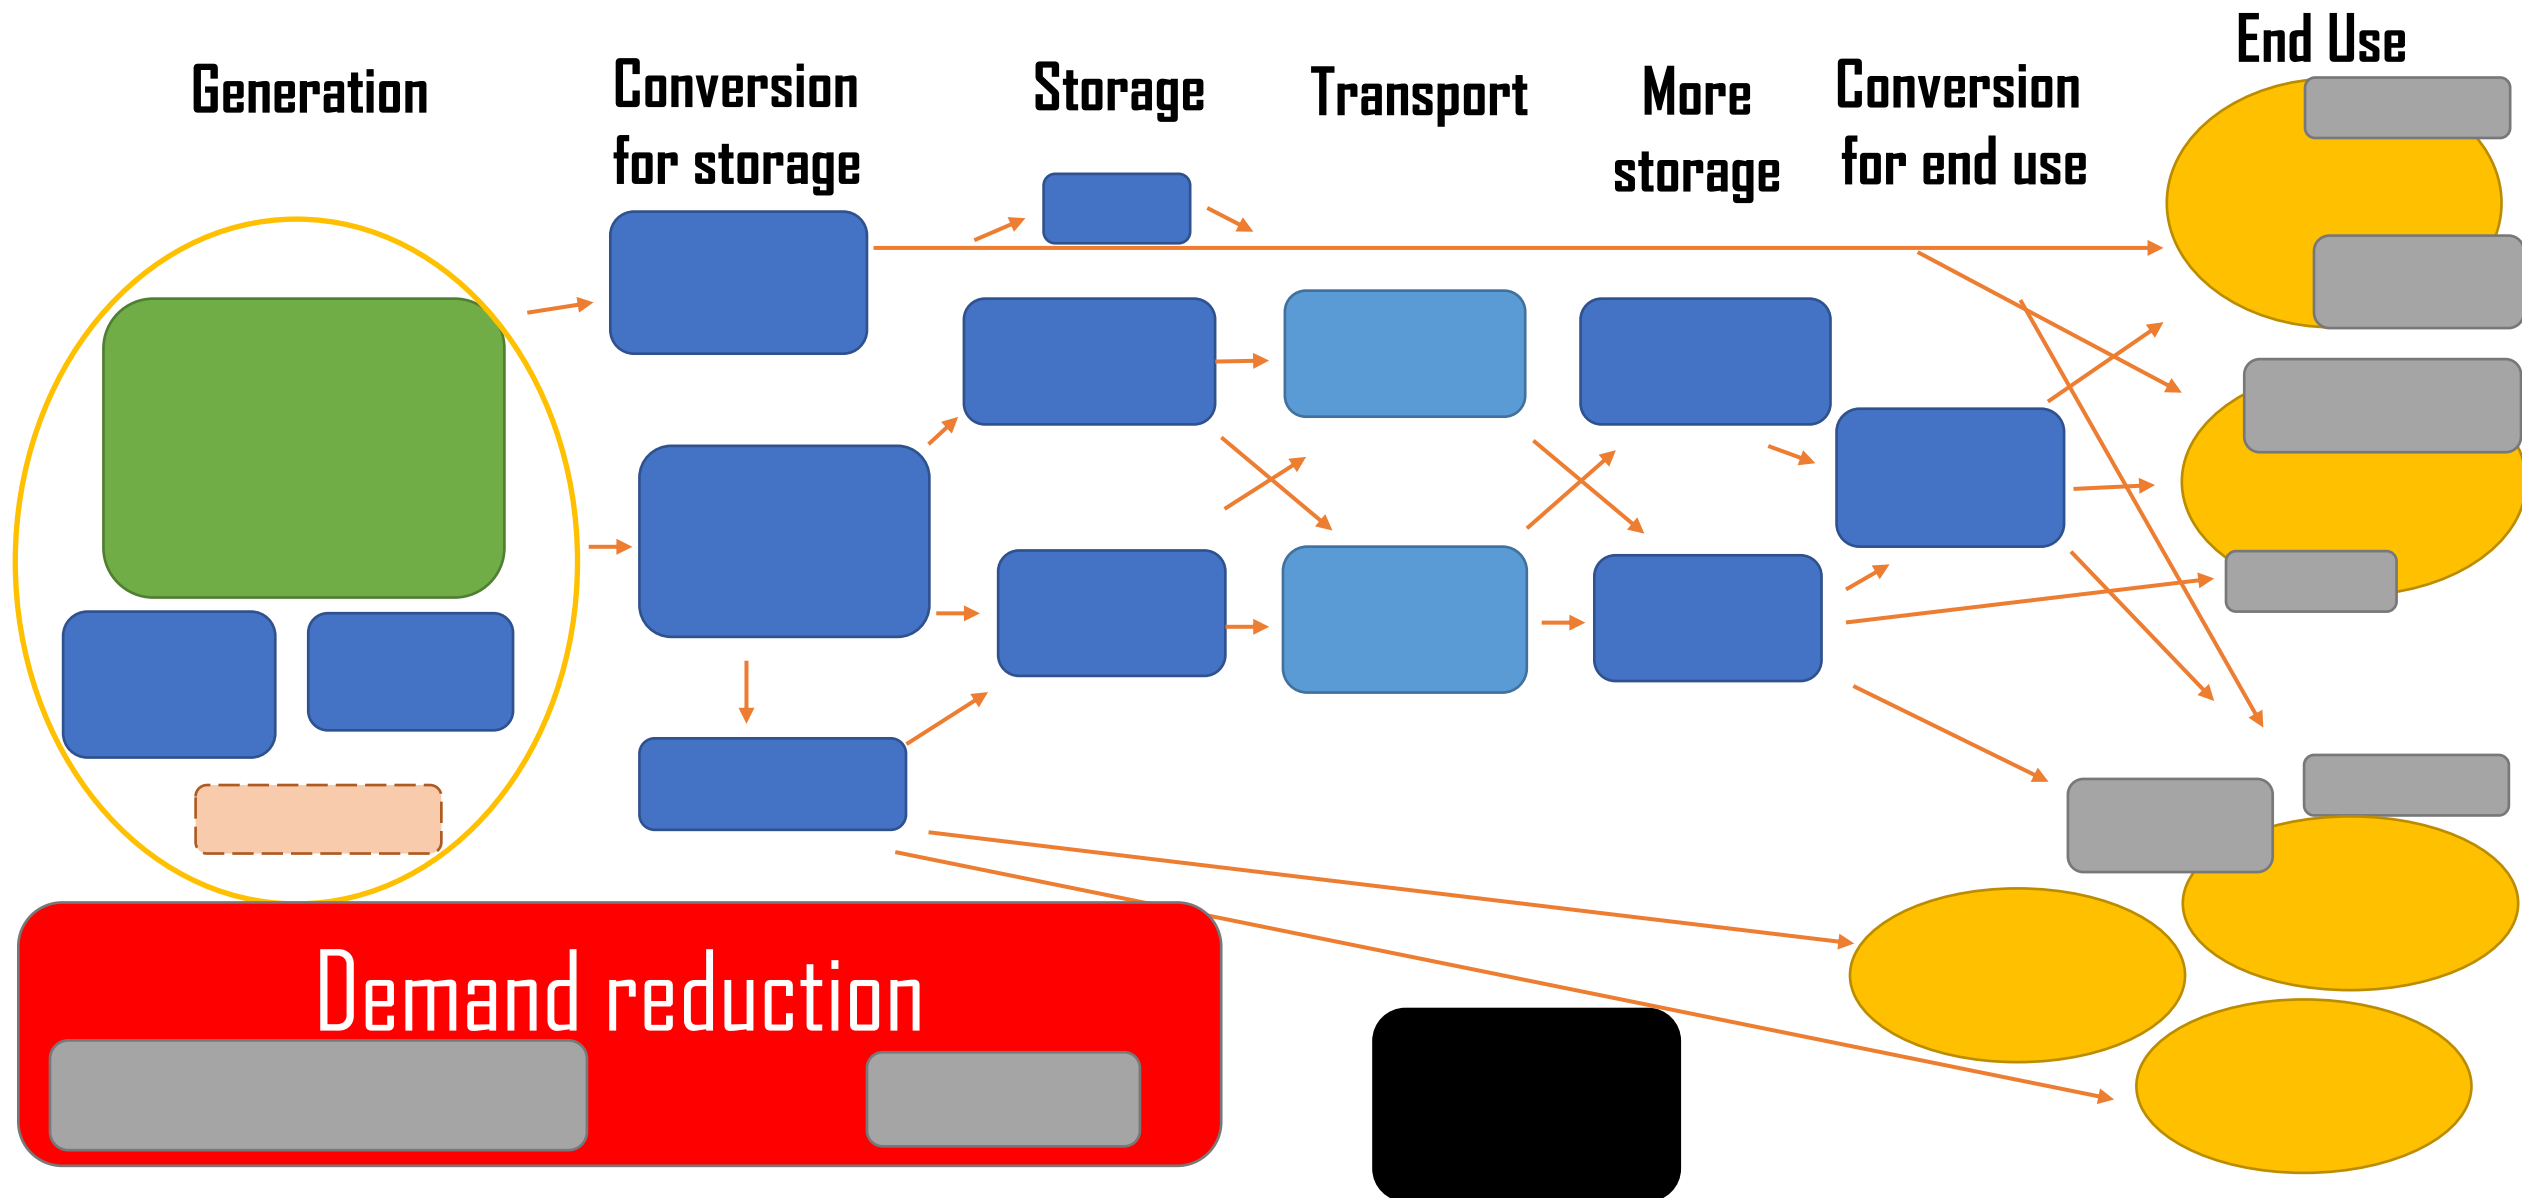 Generation
Conversion
for storage
Storage
Transport
More
storage
Conversion
for end use
End Use
Demand reduction